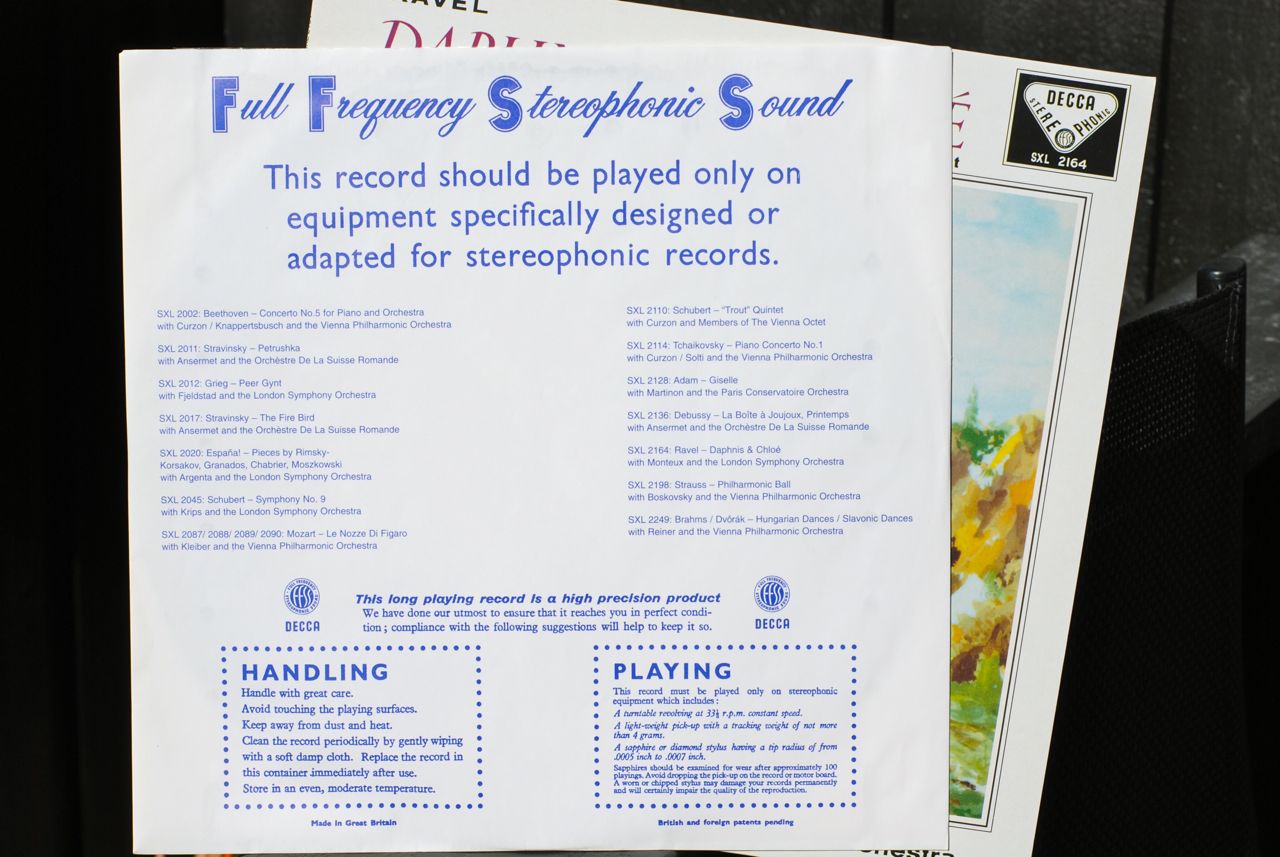 RAVEL
Full Frequency Stereophonic Sound
This record should be played only on
equipment specifically designed or
adapted for stereophonic records.
DECCA
STEREOPHONIC
SXL 2164
SXL 2002: Beethoven – Concerto No.5 for Piano and Orchestra
with Curzon / Knappertsbusch and the Vienna Philharmonic Orchestra
SXL 2011: Stravinsky – Petrushka
with Ansermet and the Orchèstre De La Suisse Romande
SXL 2012: Grieg – Peer Gynt
with Fjeldstad and the London Symphony Orchestra
SXL 2017: Stravinsky – The Fire Bird
with Ansermet and the Orchèstre De La Suisse Romande
SXL 2020: España! – Pieces by Rimsky-
Korsakov, Granados, Chabrier, Moszkowski
with Argenta and the London Symphony Orchestra
SXL 2045: Schubert – Symphony No. 9
with Krips and the London Symphony Orchestra
SXL 2087/ 2088/ 2089/ 2090: Mozart – Le Nozze Di Figaro
with Kleiber and the Vienna Philharmonic Orchestra
SXL 2110: Schubert – "Trout" Quintet
with Curzon and Members of The Vienna Octet
SXL 2114: Tchaikovsky – Piano Concerto No.1
with Curzon / Solti and the Vienna Philharmonic Orchestra
SXL 2128: Adam – Giselle
with Martinon and the Paris Conservatoire Orchestra
SXL 2136: Debussy – La Boîte à Joujoux, Printemps
with Ansermet and the Orchèstre De La Suisse Romande
SXL 2164: Ravel – Daphnis & Chloé
with Monteux and the London Symphony Orchestra
SXL 2198: Strauss – Philharmonic Ball
with Boskovsky and the Vienna Philharmonic Orchestra
SXL 2249: Brahms / Dvôrák – Hungarian Dances / Slavonic Dances
with Reiner and the Vienna Philharmonic Orchestra
This long playing record is a high precision product
We have done our utmost to ensure that it reaches you in perfect condi-
tion ; compliance with the following suggestions will help to keep it so.
DECCA
DECCA
HANDLING
Handle with great care.
Avoid touching the playing surfaces.
Keep away from dust and heat.
Clean the record periodically by gently wiping
with a soft damp cloth. Replace the record in
this container immediately after use.
Store in an even, moderate temperature.
PLAYING
This record must be played only on stereophonic
equipment which includes :
A turntable revolving at 33⅓ r.p.m. constant speed.
A light-weight pick-up with a tracking weight of not more
than 4 grams.
A sapphire or diamond stylus having a tip radius of from
.0005 inch to .0007 inch.
Sapphires should be examined for wear after approximately 100
playings. Avoid dropping the pick-up on the record or motor board.
A worn or chipped stylus may damage your records permanently
and will certainly impair the quality of the reproduction.
Made in Great Britain
British and foreign patents pending